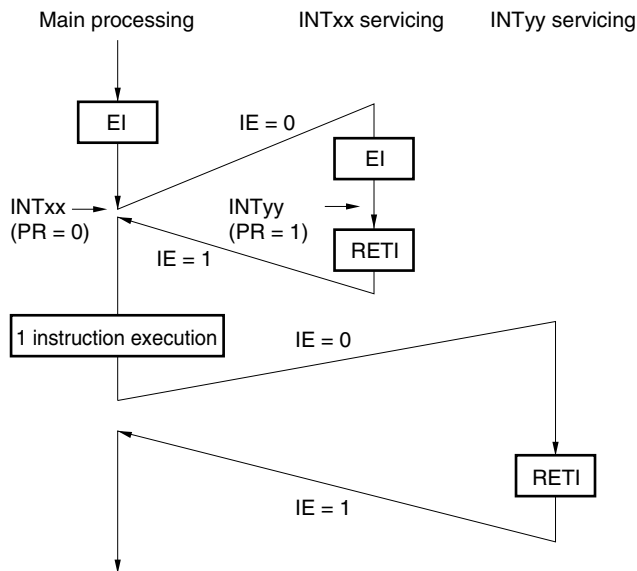 Main processing
INTxx servicing
INTyy servicing
EI
IE = 0
EI
INTxx
(PR = 0)
INTyy
(PR = 1)
IE = 1
RETI
1 instruction execution
IE = 0
RETI
IE = 1